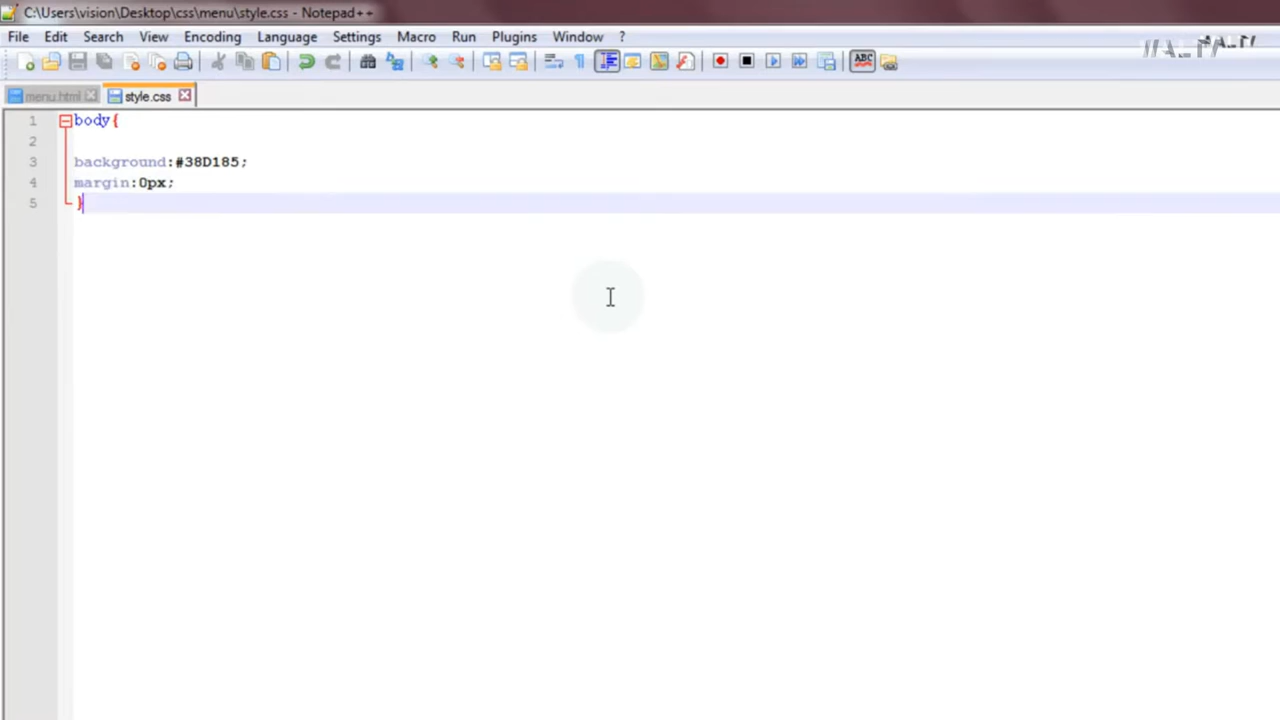 C:\Users\vision\Desktop\css\menu\style.css - Notepad++
File Edit Search View Encoding Language Settings Macro Run Plugins Window ?
ABC
menu.html style.css
1 body{
2
3 background:#38D185;
4 margin:0px;
5 }